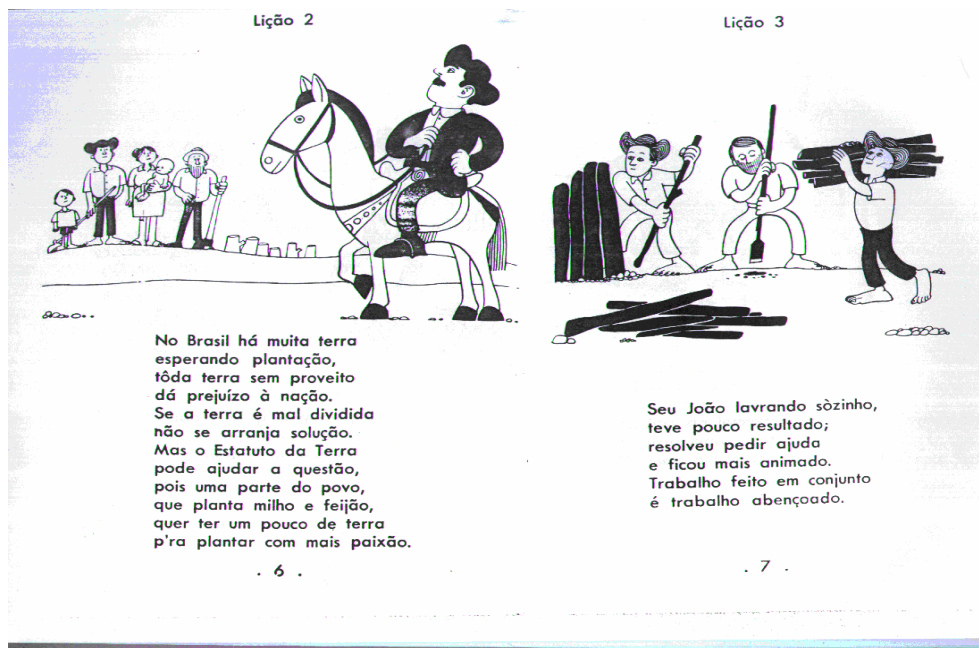 Lição 2
No Brasil há muita terra
esperando plantação,
tôda terra sem proveito
dá prejuízo à nação.
Se a terra é mal dividida
não se arranja solução.
Mas o Estatuto da Terra
pode ajudar a questão,
pois uma parte do povo,
que planta milho e feijão,
quer ter um pouco de terra
p'ra plantar com mais paixão.
. 6 .
Lição 3
Seu João lavrando sòzinho,
teve pouco resultado;
resolveu pedir ajuda
e ficou mais animado.
Trabalho feito em conjunto
é trabalho abençoado.
. 7 .